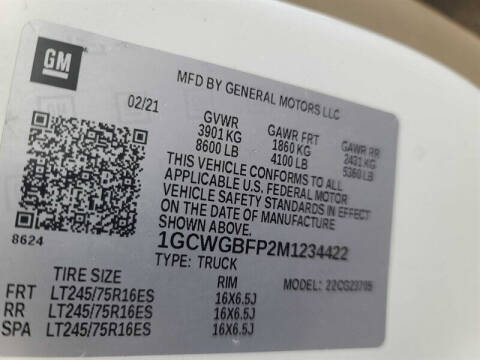 GM
MFD BY GENERAL MOTORS LLC
02/21 GVWR GAWR FRT GAWR RR
3901 KG 1860 KG 2431 KG
8600 LB 4100 LB 5360 LB
THIS VEHICLE CONFORMS TO ALL
APPLICABLE U.S. FEDERAL MOTOR
VEHICLE SAFETY STANDARDS IN EFFECT
ON THE DATE OF MANUFACTURE
SHOWN ABOVE.
8624
1GCWGBFP2M1234422
TYPE: TRUCK MODEL: 22CG23705
TIRE SIZE RIM
FRT LT245/75R16ES 16X6.5J
RR LT245/75R16ES 16X6.5J
SPA LT245/75R16ES 16X6.5J